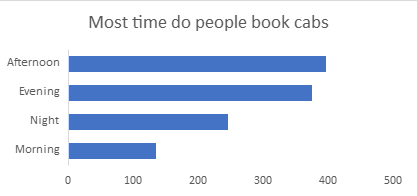 Most time do people book cabs
Afternoon
Evening
Night
Morning
0 100 200 300 400 500